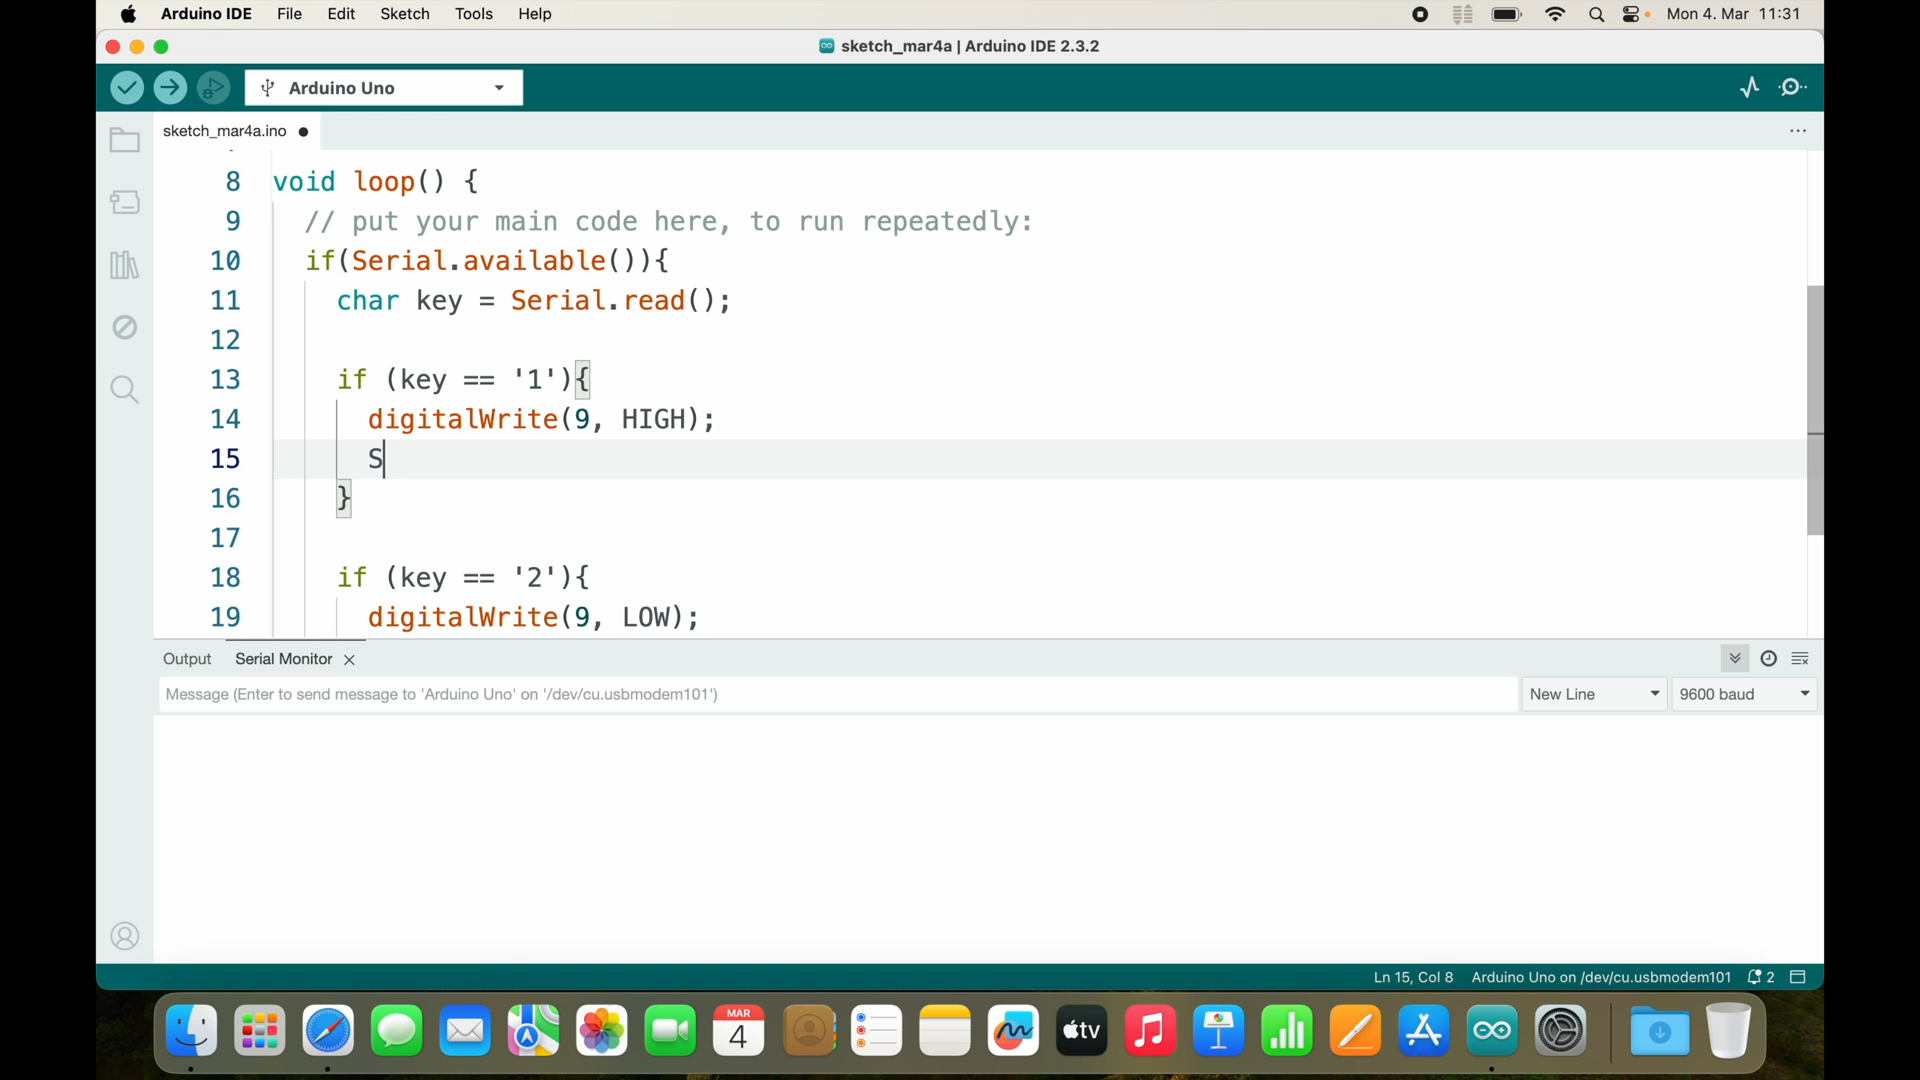 Arduino IDE File Edit Sketch Tools Help Mon 4. Mar 11:31
sketch_mar4a | Arduino IDE 2.3.2
Arduino Uno
sketch_mar4a.ino
8 void loop() {
9 // put your main code here, to run repeatedly:
10 if(Serial.available()){
11 char key = Serial.read();
12
13 if (key == '1'){
14 digitalWrite(9, HIGH);
15 S
16 }
17
18 if (key == '2'){
19 digitalWrite(9, LOW);
Output Serial Monitor
Message (Enter to send message to 'Arduino Uno' on '/dev/cu.usbmodem101')
New Line 9600 baud
Ln 15, Col 8 Arduino Uno on /dev/cu.usbmodem101 2
MAR
4
tv